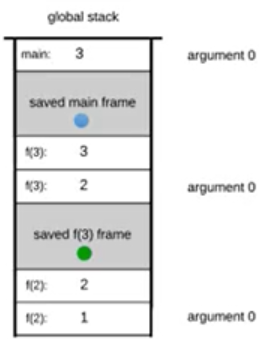 global stack
main: 3 argument 0
saved main frame
f(3): 3
f(3): 2 argument 0
saved f(3) frame
f(2): 2
f(2): 1 argument 0